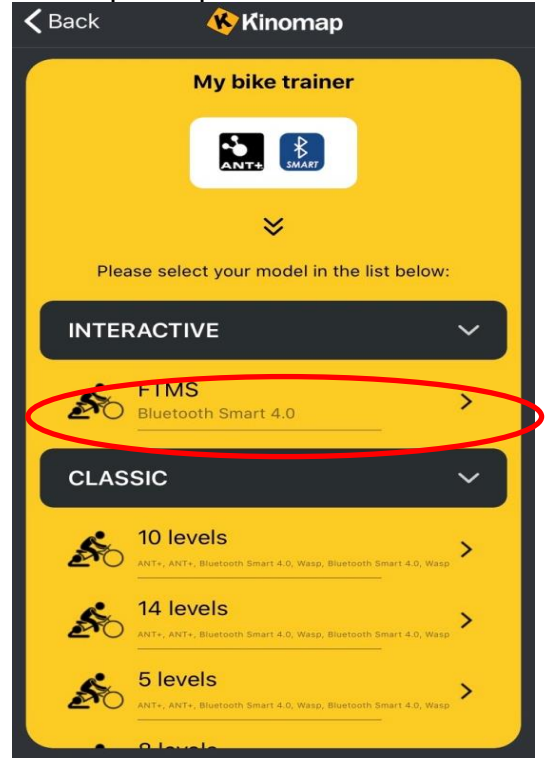 Back
Kinomap
My bike trainer
ANT+
SMART
Please select your model in the list below:
INTERACTIVE
FTMS
Bluetooth Smart 4.0
CLASSIC
10 levels
ANT+, ANT+, Bluetooth Smart 4.0, Wasp, Bluetooth Smart 4.0, Wasp
14 levels
ANT+, ANT+, Bluetooth Smart 4.0, Wasp, Bluetooth Smart 4.0, Wasp
5 levels
ANT+, ANT+, Bluetooth Smart 4.0, Wasp, Bluetooth Smart 4.0, Wasp
8 levels